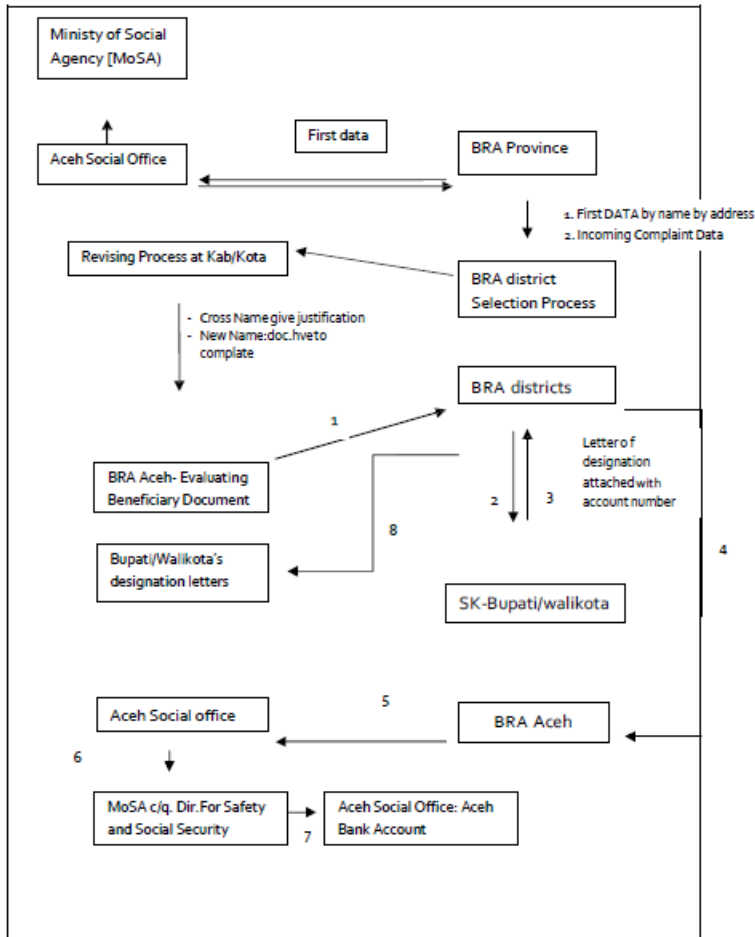 Ministy of Social
Agency [MoSA)
First data
Aceh Social Office
BRA Province
1. First DATA by name by address
2. Incoming Complaint Data
Revising Process at Kab/Kota
BRA district
Selection Process
- Cross Name give justification
- New Name:doc.hve to
complate
BRA districts
1
Letter of
designation
attached with
account number
BRA Aceh- Evaluating
Beneficiary Document
2
3
8
4
Bupati/Walikota's
designation letters
SK-Bupati/walikota
5
Aceh Social office
BRA Aceh
6
MoSA c/q. Dir.For Safety
and Social Security
7
Aceh Social Office: Aceh
Bank Account